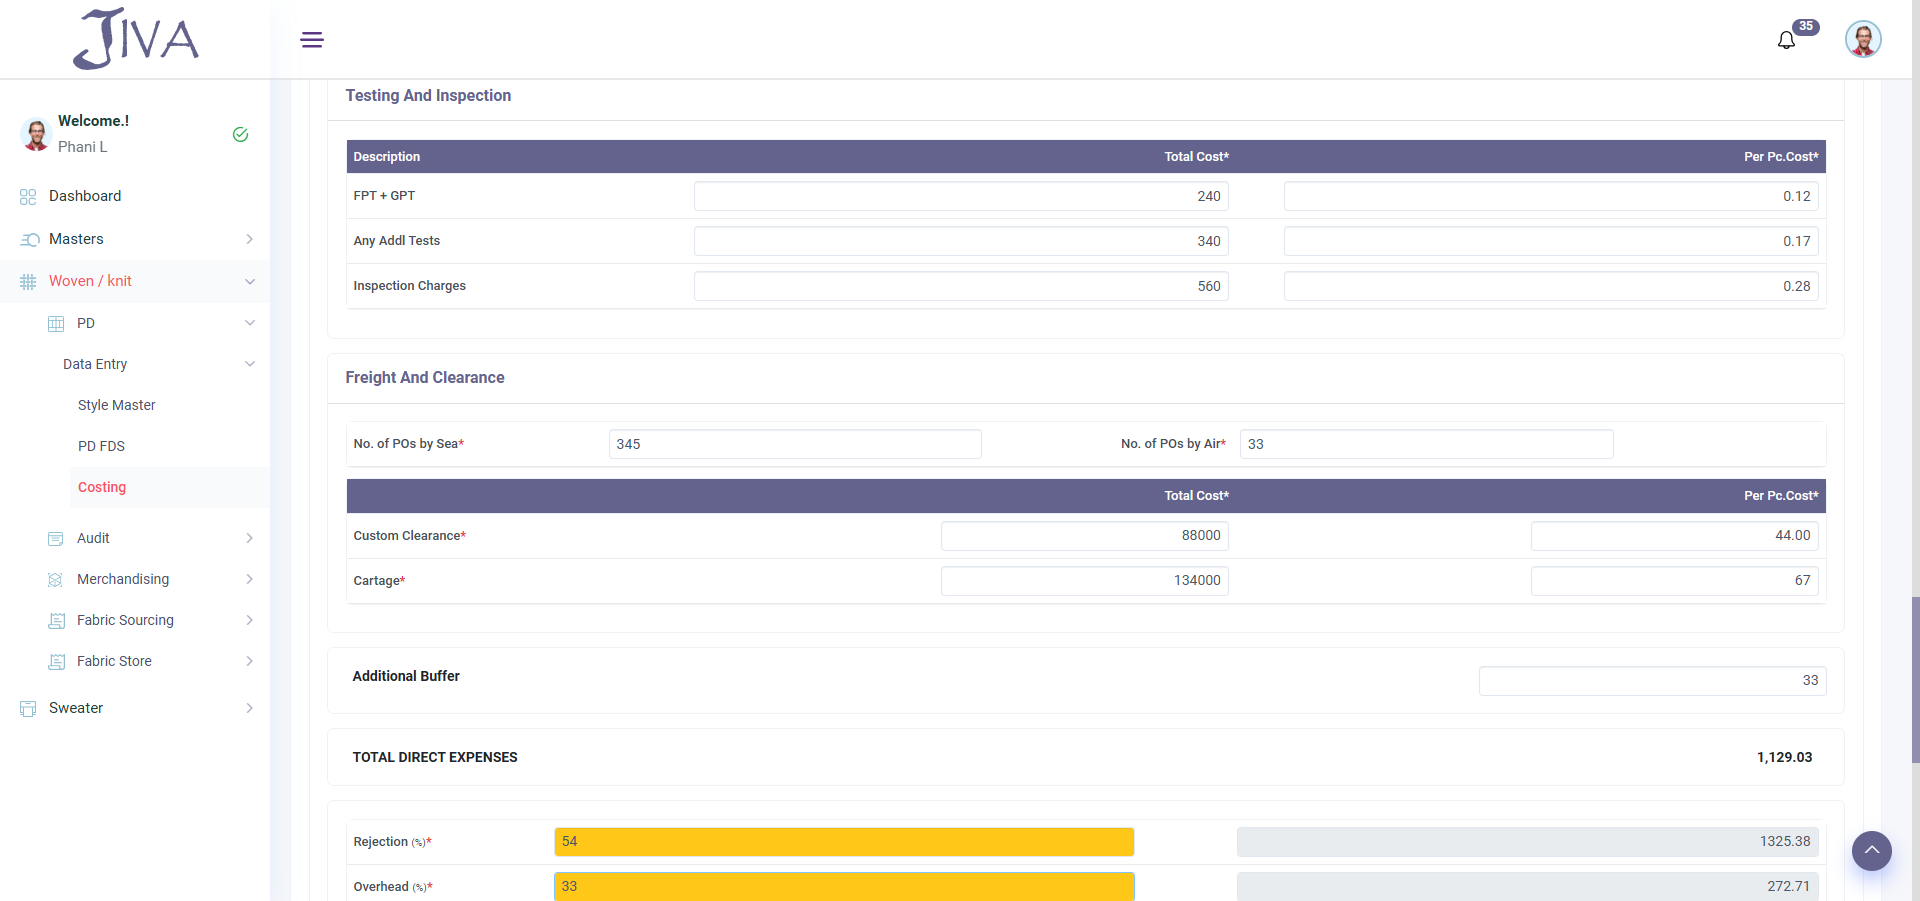 JIVA
35
Welcome.!
Phani L
Dashboard
Masters
Woven / knit
PD
Data Entry
Style Master
PD FDS
Costing
Audit
Merchandising
Fabric Sourcing
Fabric Store
Sweater
Testing And Inspection
Description Total Cost* Per Pc.Cost*
FPT + GPT 240 0.12
Any Addl Tests 340 0.17
Inspection Charges 560 0.28
Freight And Clearance
No. of POs by Sea* 345 No. of POs by Air* 33
Total Cost* Per Pc.Cost*
Custom Clearance* 88000 44.00
Cartage* 134000 67
Additional Buffer 33
TOTAL DIRECT EXPENSES 1,129.03
Rejection (%)* 54 1325.38
Overhead (%)* 33 272.71